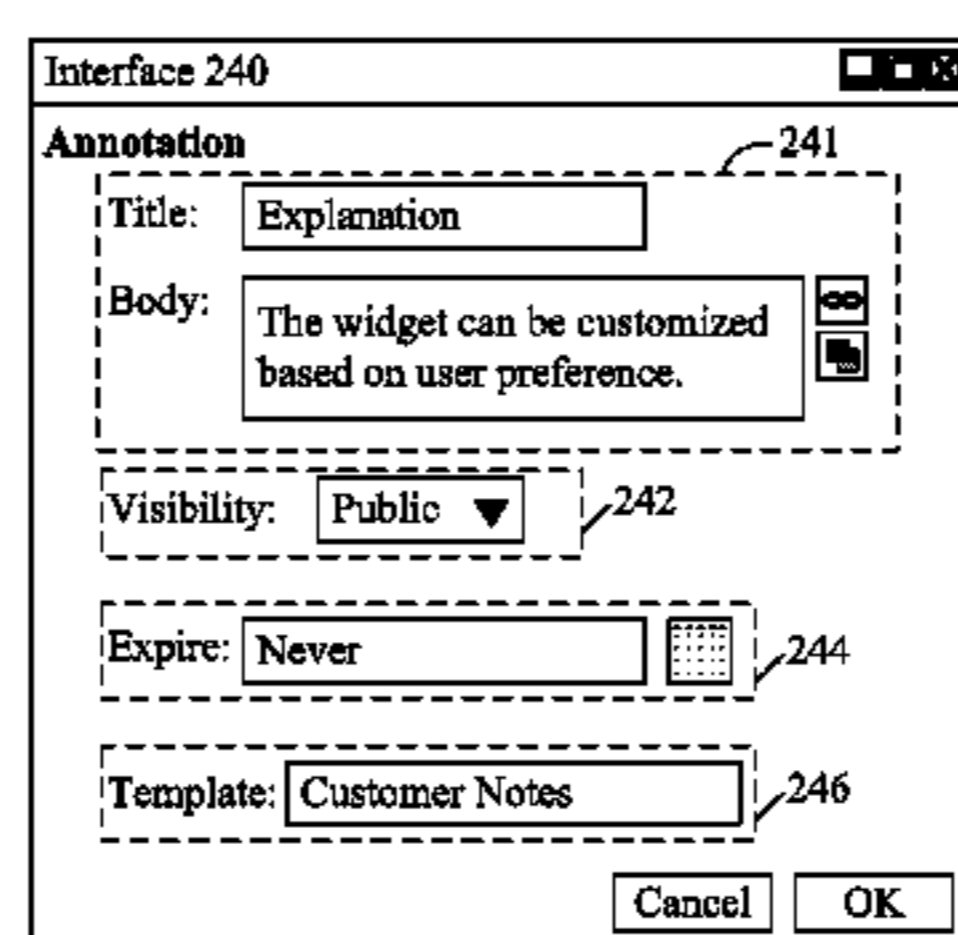 Interface 240
Annotation
241
Title: Explanation
Body: The widget can be customized
based on user preference.
Visibility: Public 242
Expire: Never 244
Template: Customer Notes 246
Cancel OK